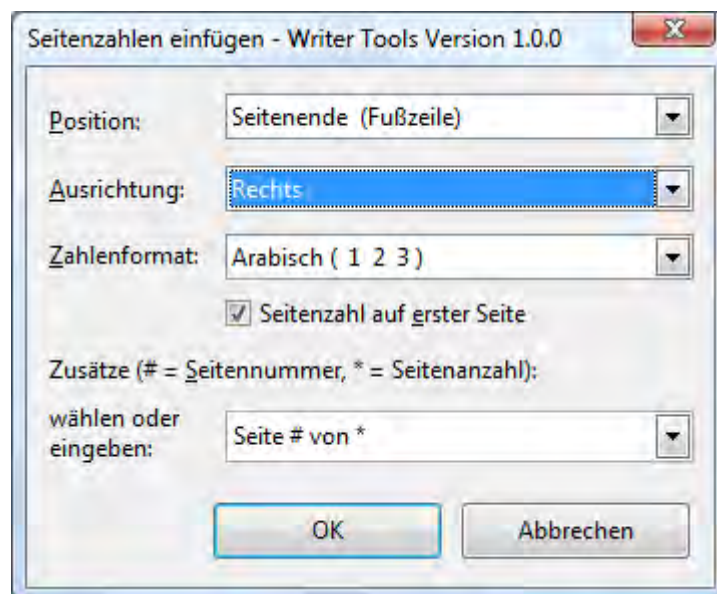 Seitenzahlen einfügen - Writer Tools Version 1.0.0
Position: Seitenende (Fußzeile)
Ausrichtung: Rechts
Zahlenformat: Arabisch ( 1 2 3 )
Seitenzahl auf erster Seite
Zusätze (# = Seitennummer, * = Seitenanzahl):
wählen oder
eingeben: Seite # von *
OK Abbrechen